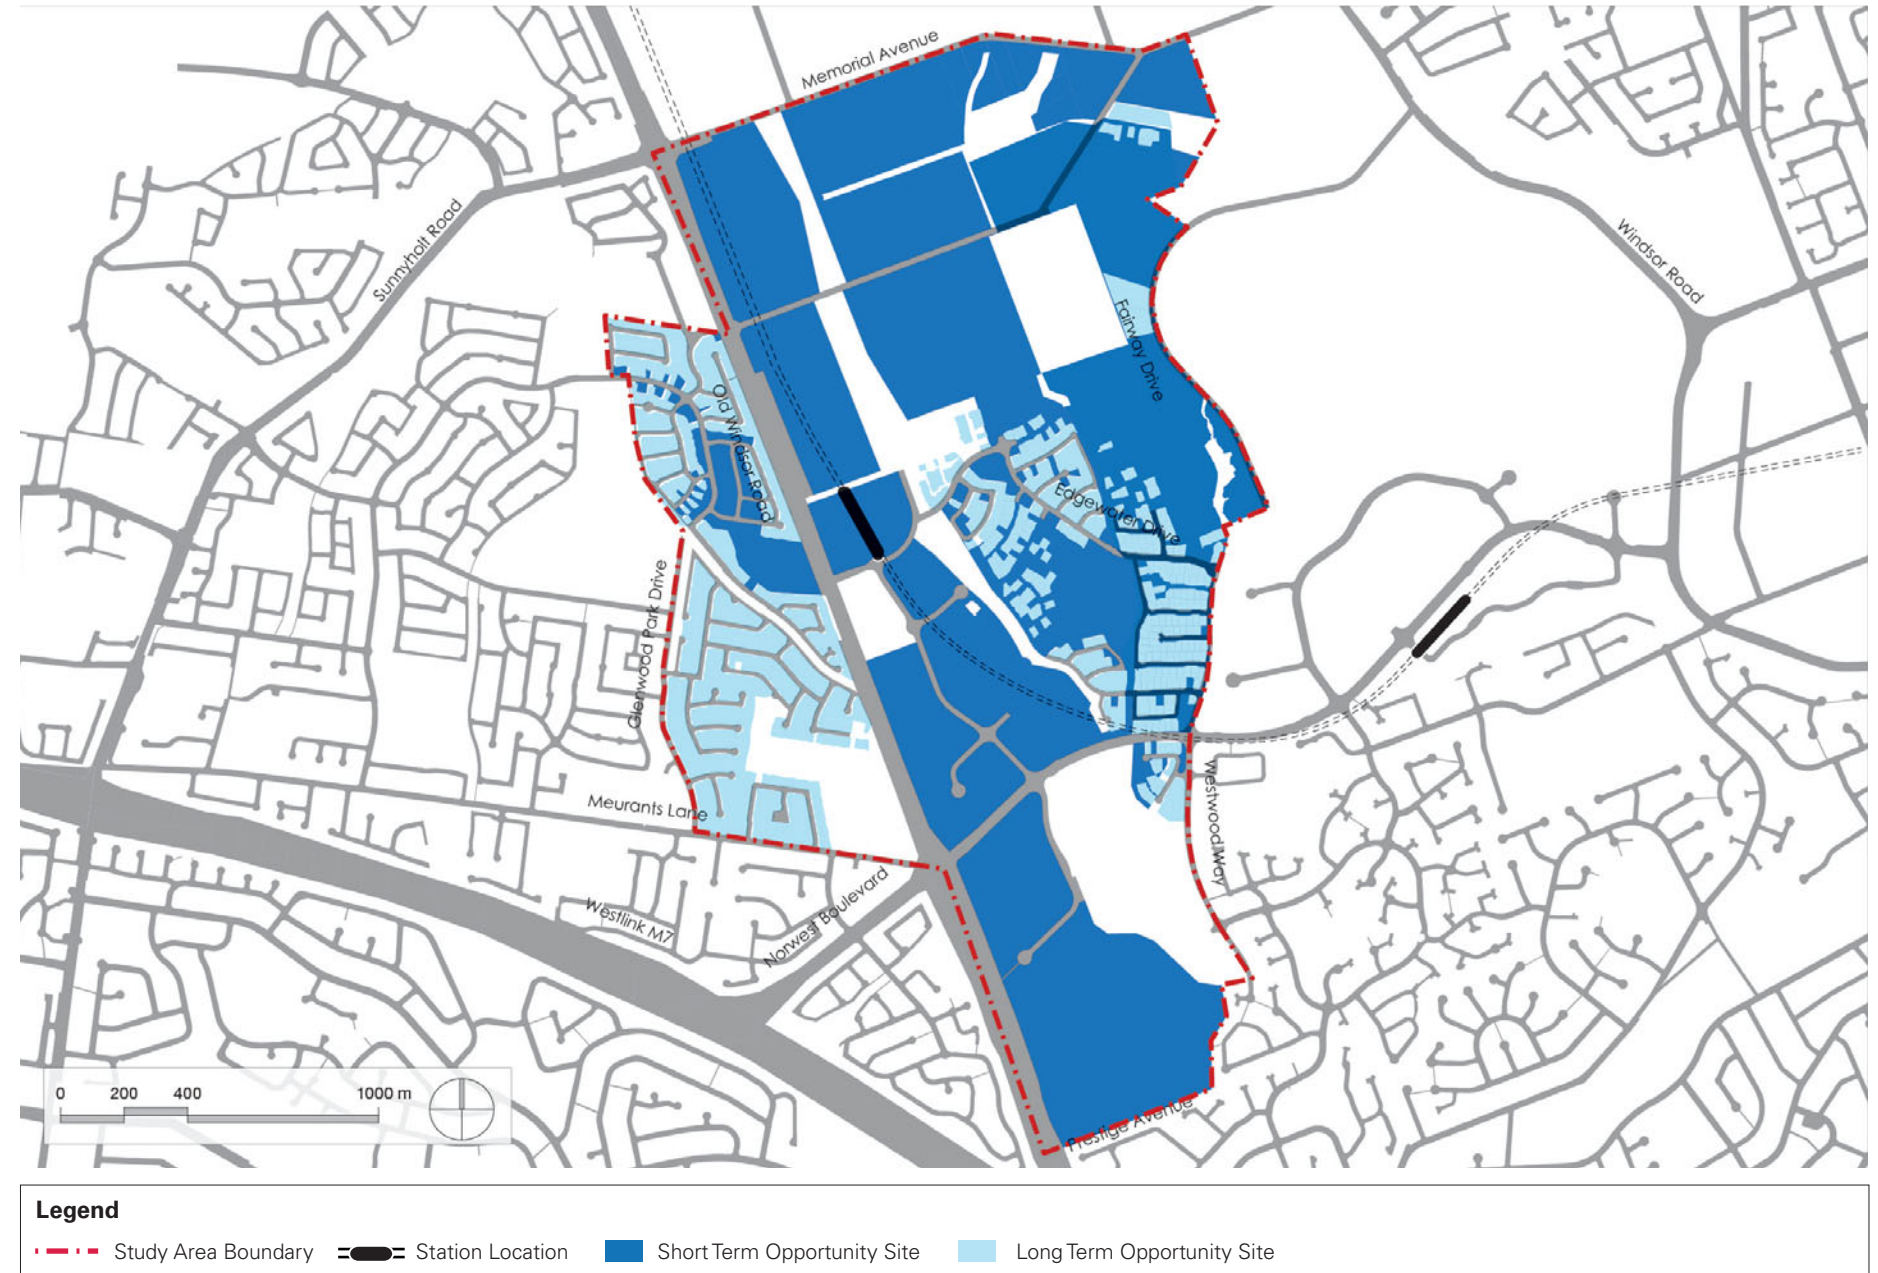 Memorial Avenue
Sunnyholt Road
Windsor Road
Fairway Drive
Old Windsor Road
Edgewater Drive
Glenwood Park Drive
Meurants Lane
Westwood Way
Westlink M7
Norwest Boulevard
Prestige Avenue
0 200 400 1000 m
Legend
Study Area Boundary Station Location Short Term Opportunity Site Long Term Opportunity Site